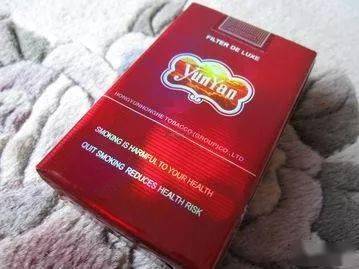 FILTER DE LUXE
YunYan
HONGYUNHONGHE TOBACCO (GROUP) CO., LTD
SMOKING IS HARMFUL TO YOUR HEALTH
QUIT SMOKING REDUCES HEALTH RISK